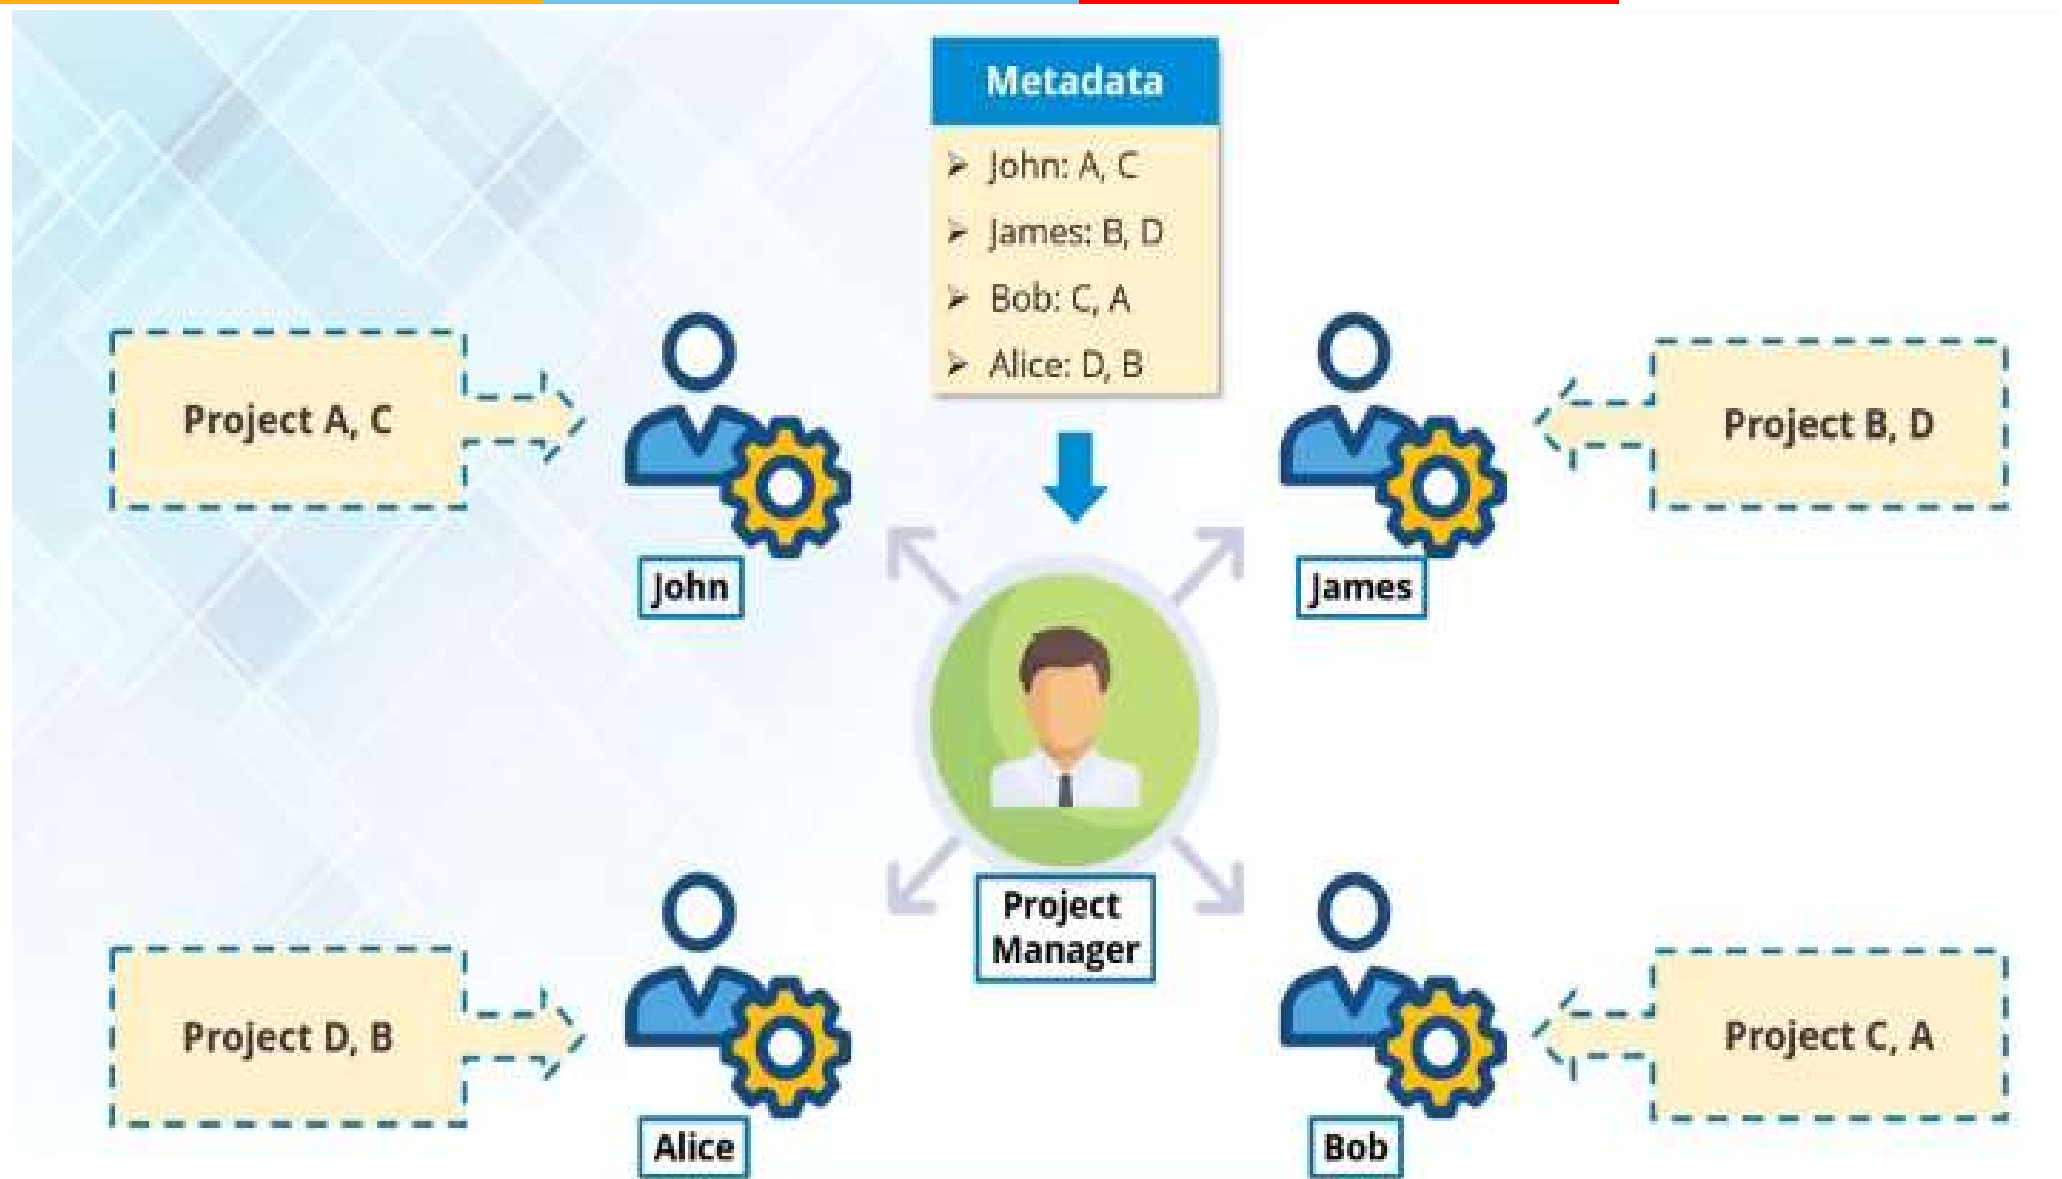 Metadata
➢ John: A, C
➢ James: B, D
➢ Bob: C, A
➢ Alice: D, B
Project A, C
John
James
Project B, D
Project
Manager
Project D, B
Alice
Bob
Project C, A